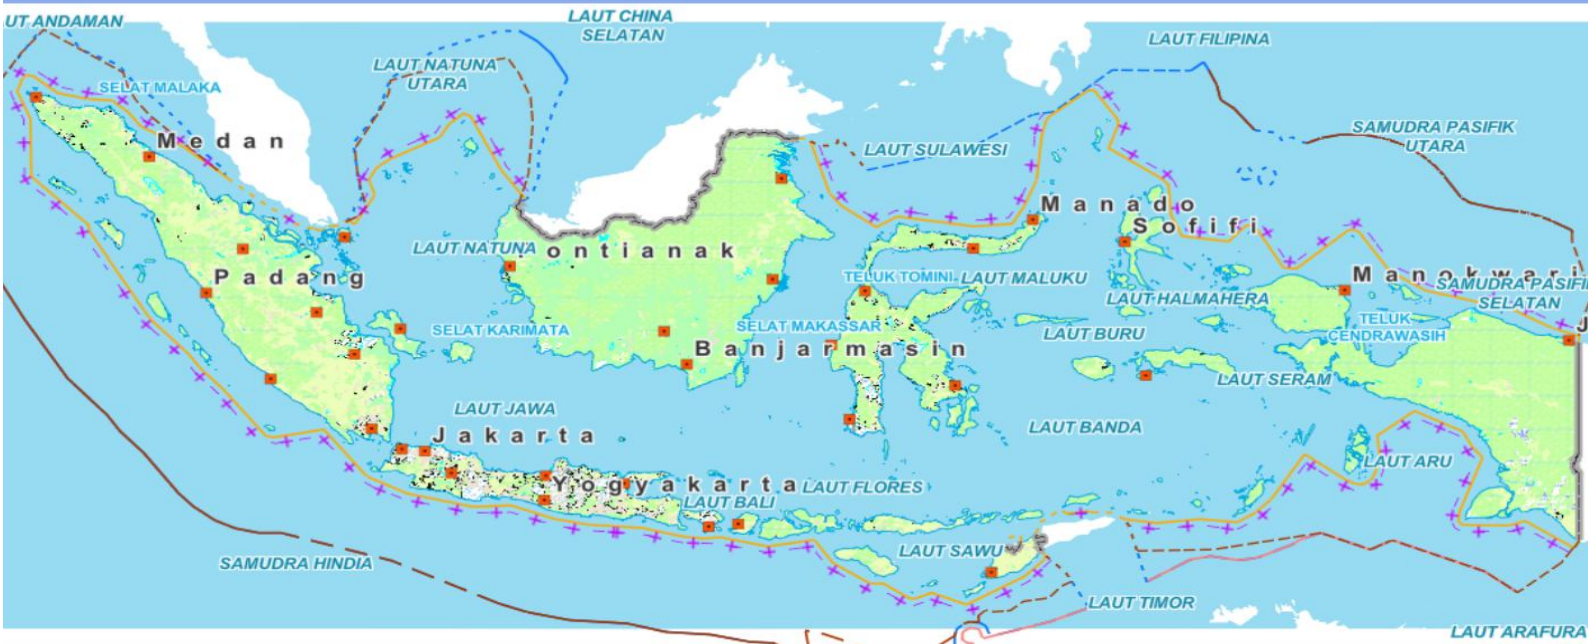 UT ANDAMAN
LAUT CHINA
SELATAN
LAUT FILIPINA
LAUT NATUNA
UTARA
SELAT MALAKA
SAMUDRA PASIFIK
UTARA
Medan
LAUT SULAWESI
Manado
Sofifi
LAUT NATUNA
ontianak
Padang
TELUK TOMINI
LAUT MALUKU
Manokwari
SAMUDRA PASIFI
SELATAN
LAUT HALMAHERA
SELAT KARIMATA
SELAT MAKASSAR
LAUT BURU
TELUK
CENDRAWASIH
J
Banjarmasin
LAUT SERAM
LAUT JAWA
Jakarta
LAUT BANDA
LAUT ARU
Yogyakarta
LAUT FLORES
LAUT BALI
SAMUDRA HINDIA
LAUT SAWU
LAUT TIMOR
LAUT ARAFURA